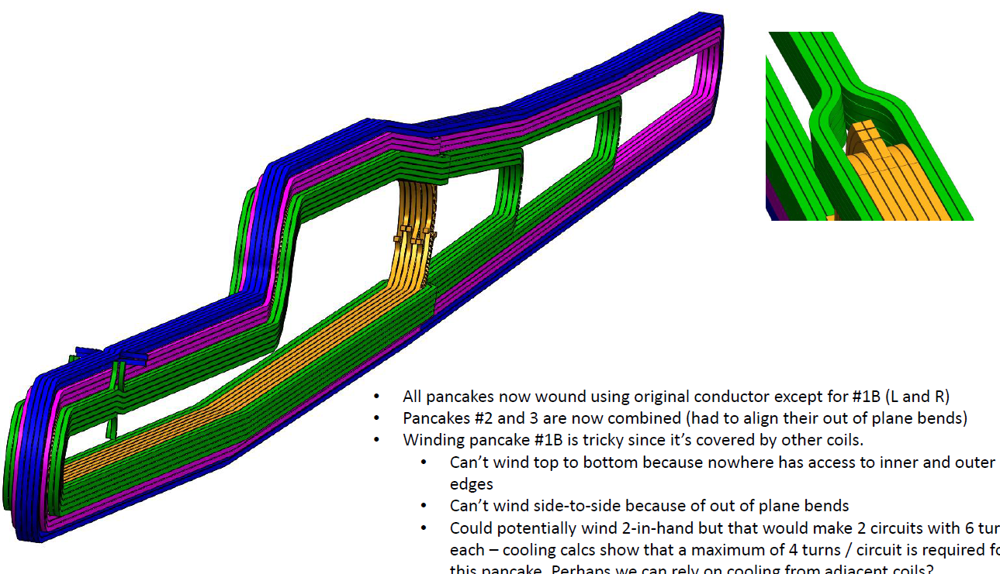 • All pancakes now wound using original conductor except for #1B (L and R)
• Pancakes #2 and 3 are now combined (had to align their out of plane bends)
• Winding pancake #1B is tricky since it's covered by other coils.
• Can't wind top to bottom because nowhere has access to inner and outer
edges
• Can't wind side-to-side because of out of plane bends
• Could potentially wind 2-in-hand but that would make 2 circuits with 6 tur
each – cooling calcs show that a maximum of 4 turns / circuit is required fo
this pancake. Perhaps we can rely on cooling from adjacent coils?